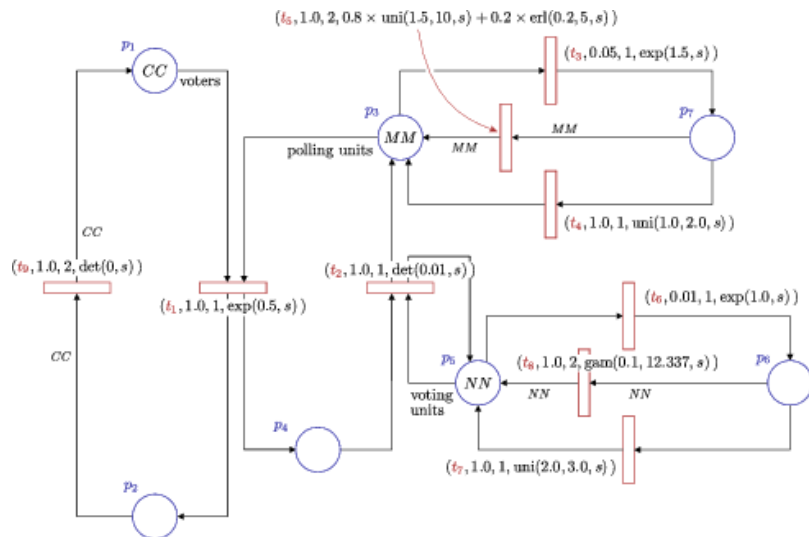 (t₅, 1.0, 2, 0.8 × uni(1.5, 10, s) + 0.2 × erl(0.2, 5, s)
p₁
CC
voters
(t₃, 0.05, 1, exp(1.5, s)
p₃
MM
polling units
MM
MM
p₇
(t₄, 1.0, 1, uni(1.0, 2.0, s))
CC
(t₉, 1.0, 2, det(0, s))
(t₁, 1.0, 1, exp(0.5, s)
(t₂, 1.0, 1, det(0.01, s)
(t₆, 0.01, 1, exp(1.0, s)
CC
p₅
NN
(t₈, 1.0, 2, gam(0.1, 12.337, s)
p₆
NN
NN
voting
units
p₄
(t₇, 1.0, 1, uni(2.0, 3.0, s)
p₂